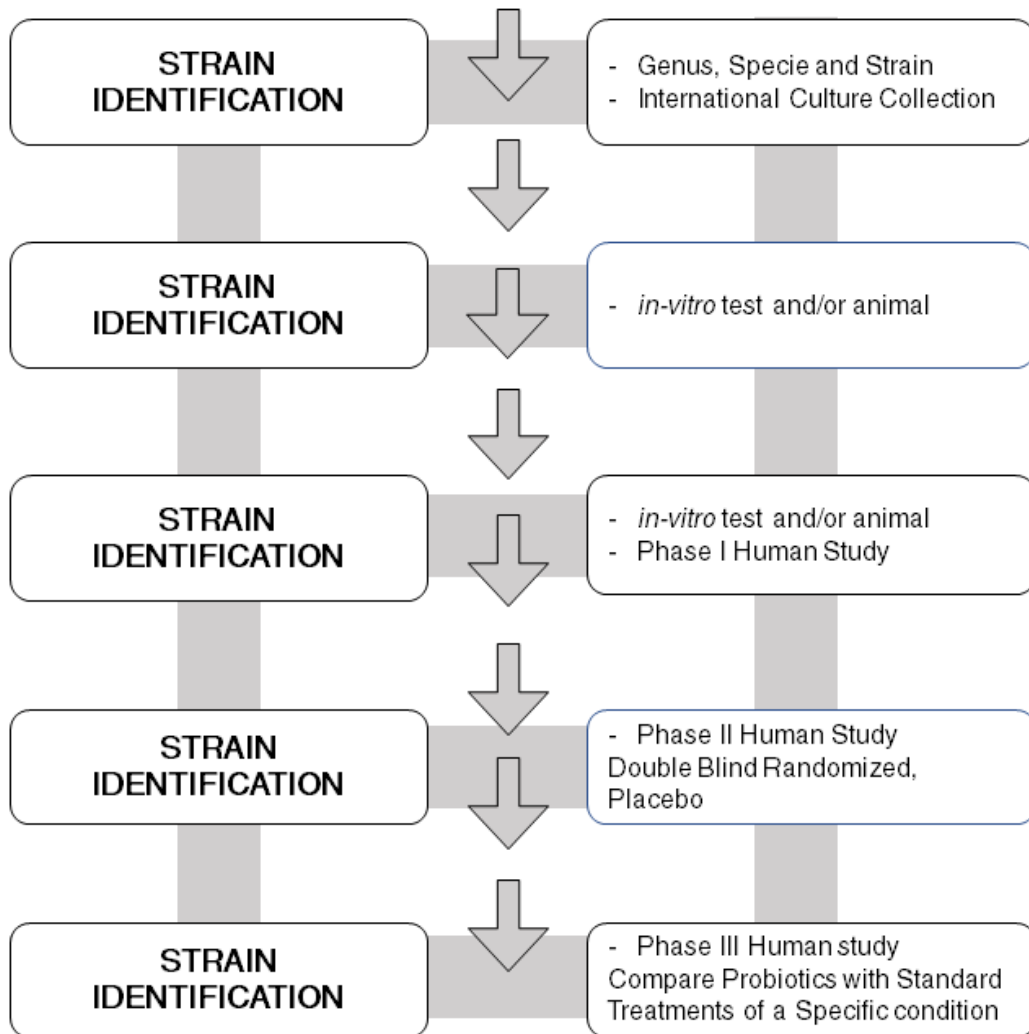 STRAIN
IDENTIFICATION
- Genus, Specie and Strain
- International Culture Collection
STRAIN
IDENTIFICATION
- in-vitro test and/or animal
STRAIN
IDENTIFICATION
- in-vitro test and/or animal
- Phase I Human Study
STRAIN
IDENTIFICATION
- Phase II Human Study
Double Blind Randomized,
Placebo
STRAIN
IDENTIFICATION
- Phase III Human study
Compare Probiotics with Standard
Treatments of a Specific condition